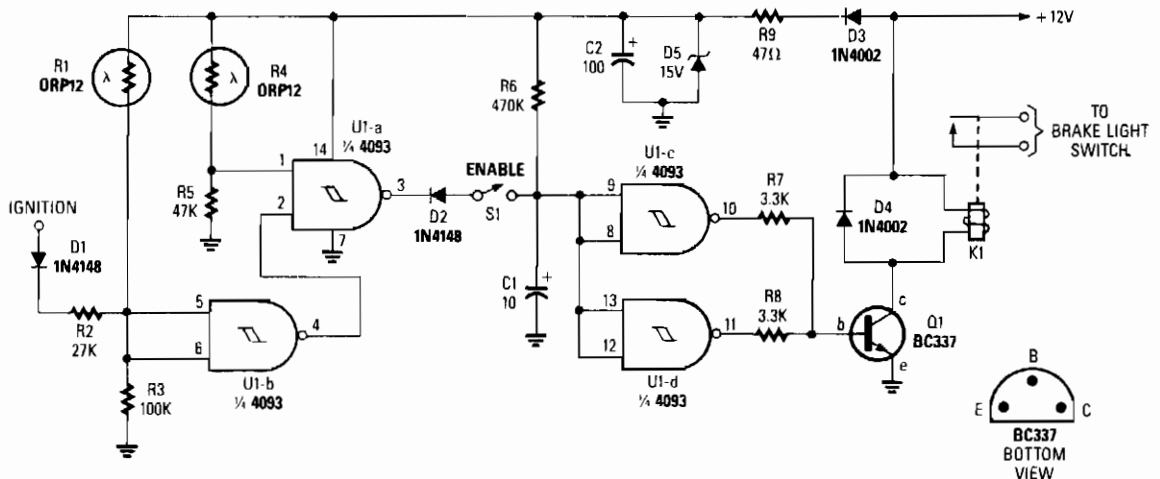 R1
ORP12
λ
R4
ORP12
λ
R5
47K
IGNITION
D1
1N4148
R2
27K
R3
100K
U1-a
¼ 4093
1
2
14
3
7
5
6
4
U1-b
¼ 4093
D2
1N4148
ENABLE
S1
R6
470K
C1
10
+
C2
100
+
D5
15V
R9
47Ω
D3
1N4002
+12V
U1-c
¼ 4093
9
8
10
13
12
11
U1-d
¼ 4093
R7
3.3K
R8
3.3K
D4
1N4002
K1
TO
BRAKE LIGHT
SWITCH.
b
c
e
Q1
BC337
B
E
C
BC337
BOTTOM
VIEW